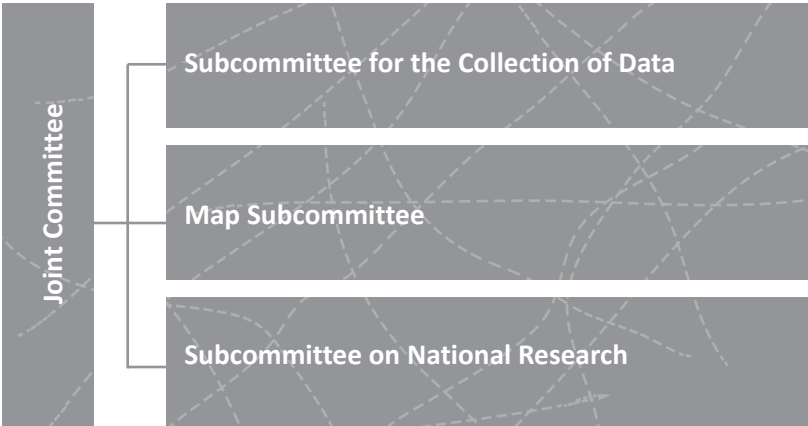 Joint Committee
Subcommittee for the Collection of Data
Map Subcommittee
Subcommittee on National Research